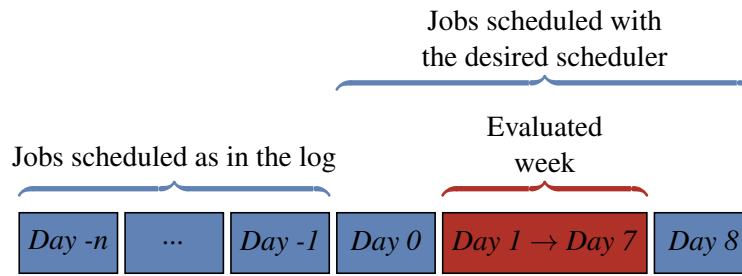 Jobs scheduled with
the desired scheduler
Evaluated
week
Jobs scheduled as in the log
Day -n
...
Day -1
Day 0
Day 1 → Day 7
Day 8